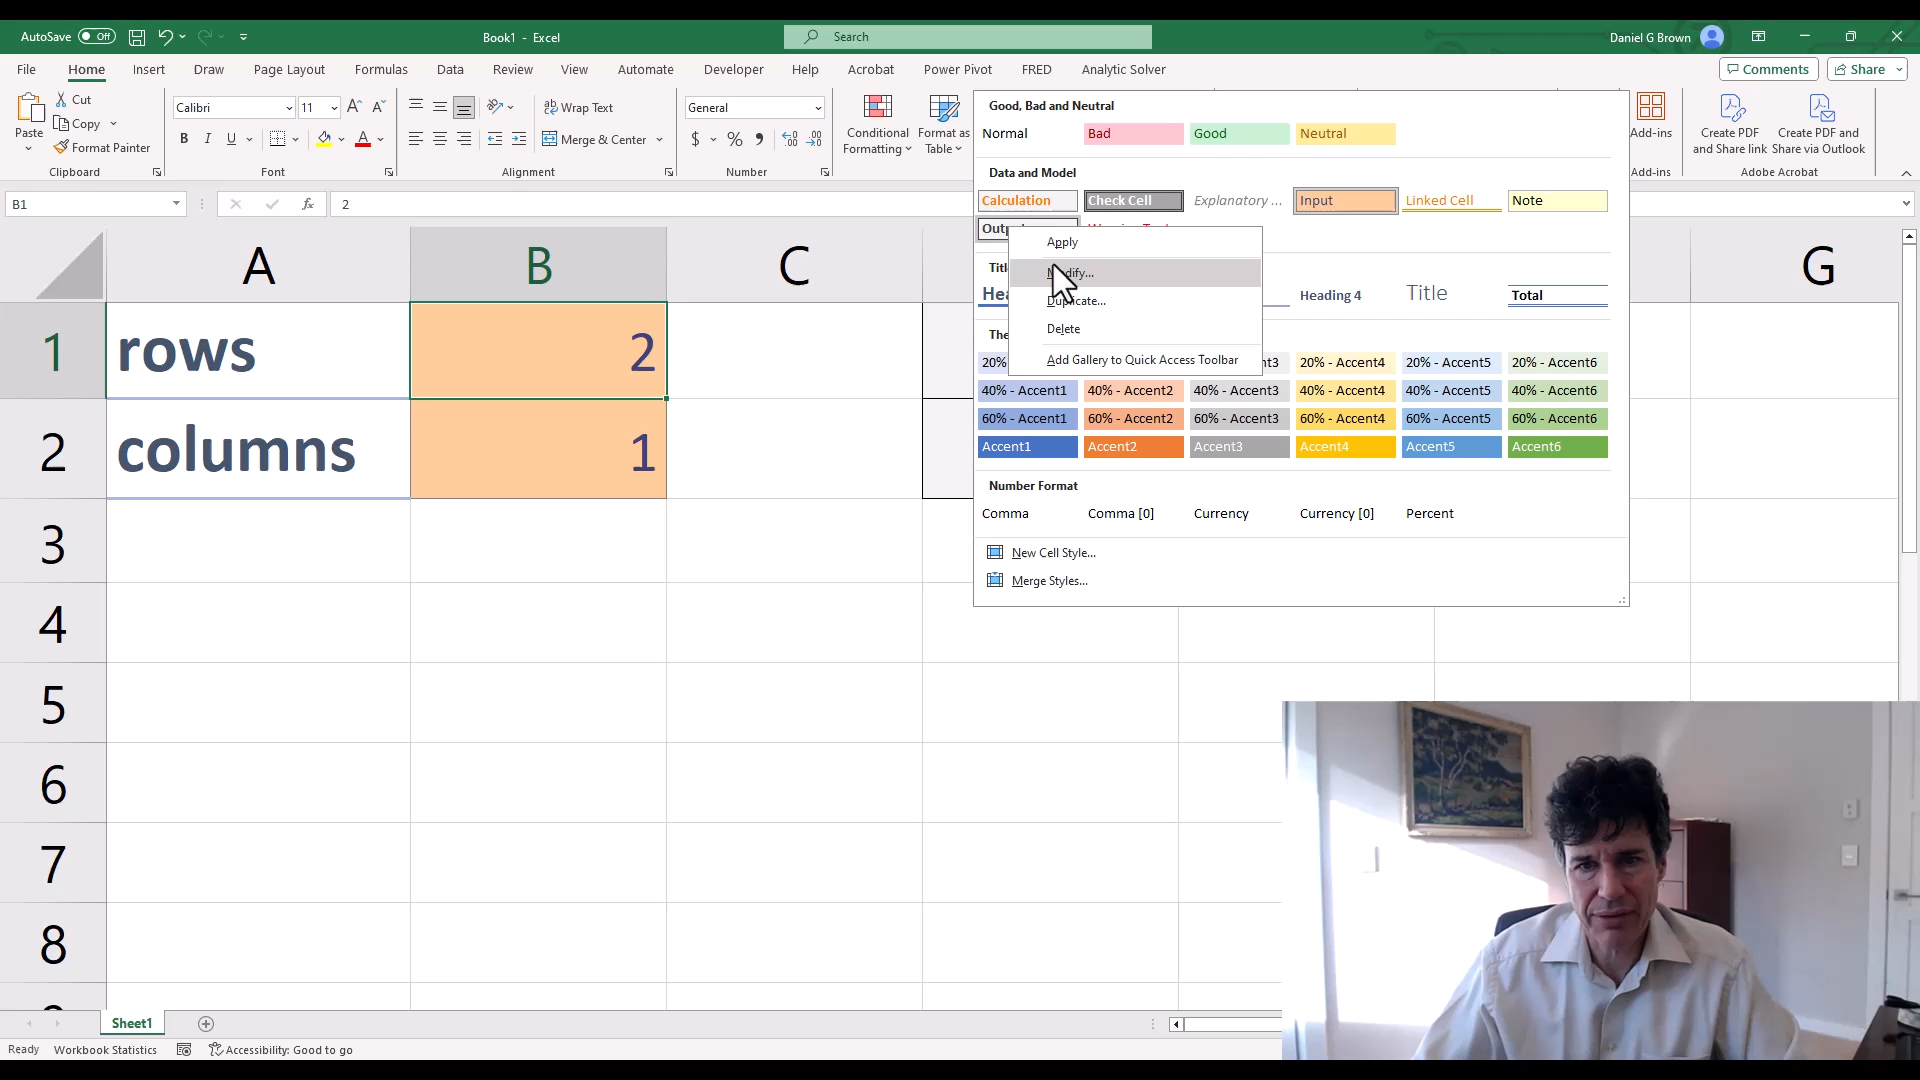 AutoSave Off Book1 - Excel Search Daniel G Brown
File Home Insert Draw Page Layout Formulas Data Review View Automate Developer Help Acrobat Power Pivot FRED Analytic Solver Comments Share
Paste
Cut
Copy
Format Painter
Clipboard
Calibri 11
B I U
Font
Wrap Text
Merge & Center
Alignment
General
$ % ,
Number
Conditional
Formatting
Format as
Table
Add-ins
Add-ins
Create PDF
and Share link
Create PDF and
Share via Outlook
Adobe Acrobat
B1 fx 2
Good, Bad and Neutral
Normal Bad Good Neutral
Data and Model
Calculation Check Cell Explanatory ... Input Linked Cell Note
Apply
Modify...
Duplicate...
Delete
Add Gallery to Quick Access Toolbar
Heading 4 Title Total
20% 20% - Accent4 20% - Accent5 20% - Accent6
40% - Accent1 40% - Accent2 40% - Accent3 40% - Accent4 40% - Accent5 40% - Accent6
60% - Accent1 60% - Accent2 60% - Accent3 60% - Accent4 60% - Accent5 60% - Accent6
Accent1 Accent2 Accent3 Accent4 Accent5 Accent6
Number Format
Comma Comma [0] Currency Currency [0] Percent
New Cell Style...
Merge Styles...
A B C G
1 rows 2
2 columns 1
3
4
5
6
7
8
Sheet1
Ready Workbook Statistics Accessibility: Good to go